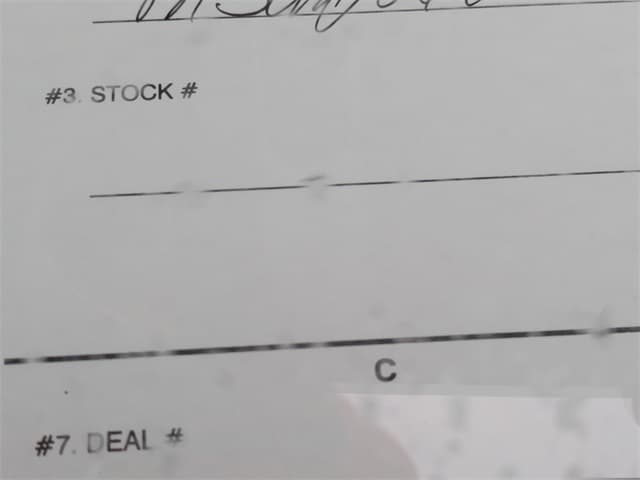 #3. STOCK #
C
#7. DEAL #